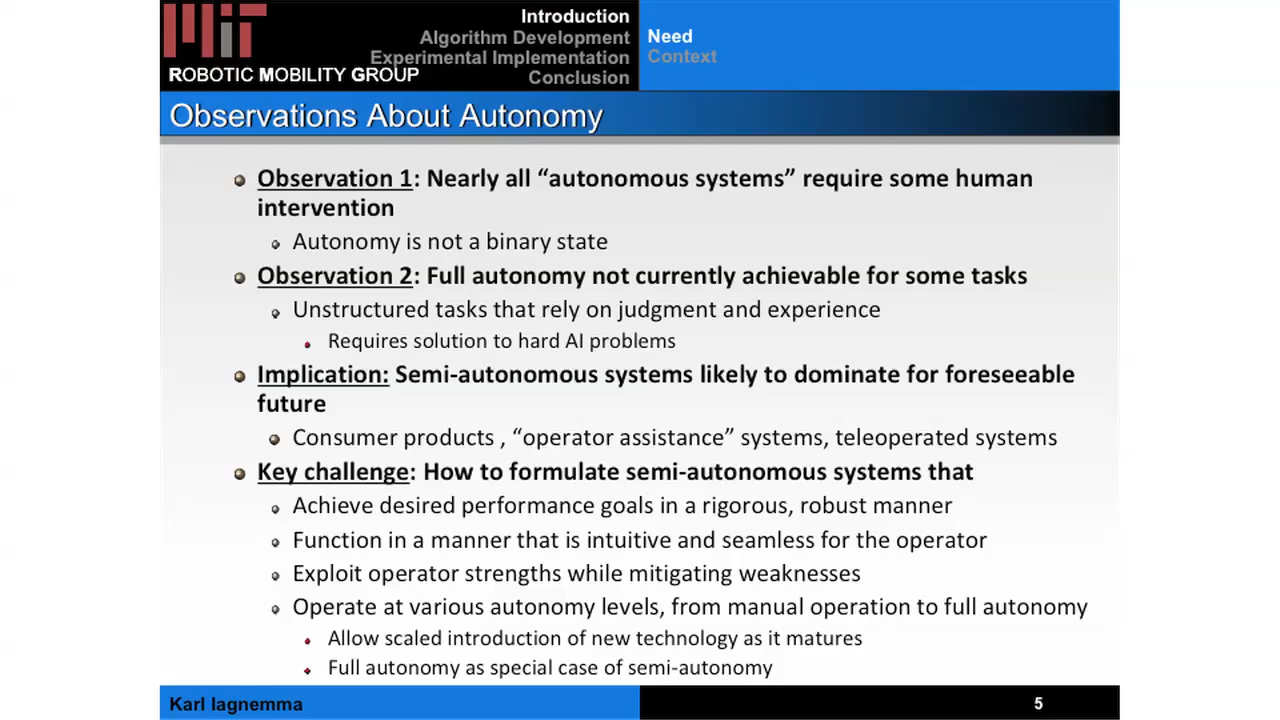 MIT
ROBOTIC MOBILITY GROUP
Introduction
Algorithm Development
Experimental Implementation
Conclusion
Need
Context
Observations About Autonomy
Observation 1: Nearly all “autonomous systems” require some human
intervention
Autonomy is not a binary state
Observation 2: Full autonomy not currently achievable for some tasks
Unstructured tasks that rely on judgment and experience
Requires solution to hard AI problems
Implication: Semi-autonomous systems likely to dominate for foreseeable
future
Consumer products , “operator assistance” systems, teleoperated systems
Key challenge: How to formulate semi-autonomous systems that
Achieve desired performance goals in a rigorous, robust manner
Function in a manner that is intuitive and seamless for the operator
Exploit operator strengths while mitigating weaknesses
Operate at various autonomy levels, from manual operation to full autonomy
Allow scaled introduction of new technology as it matures
Full autonomy as special case of semi-autonomy
Karl Iagnemma
5